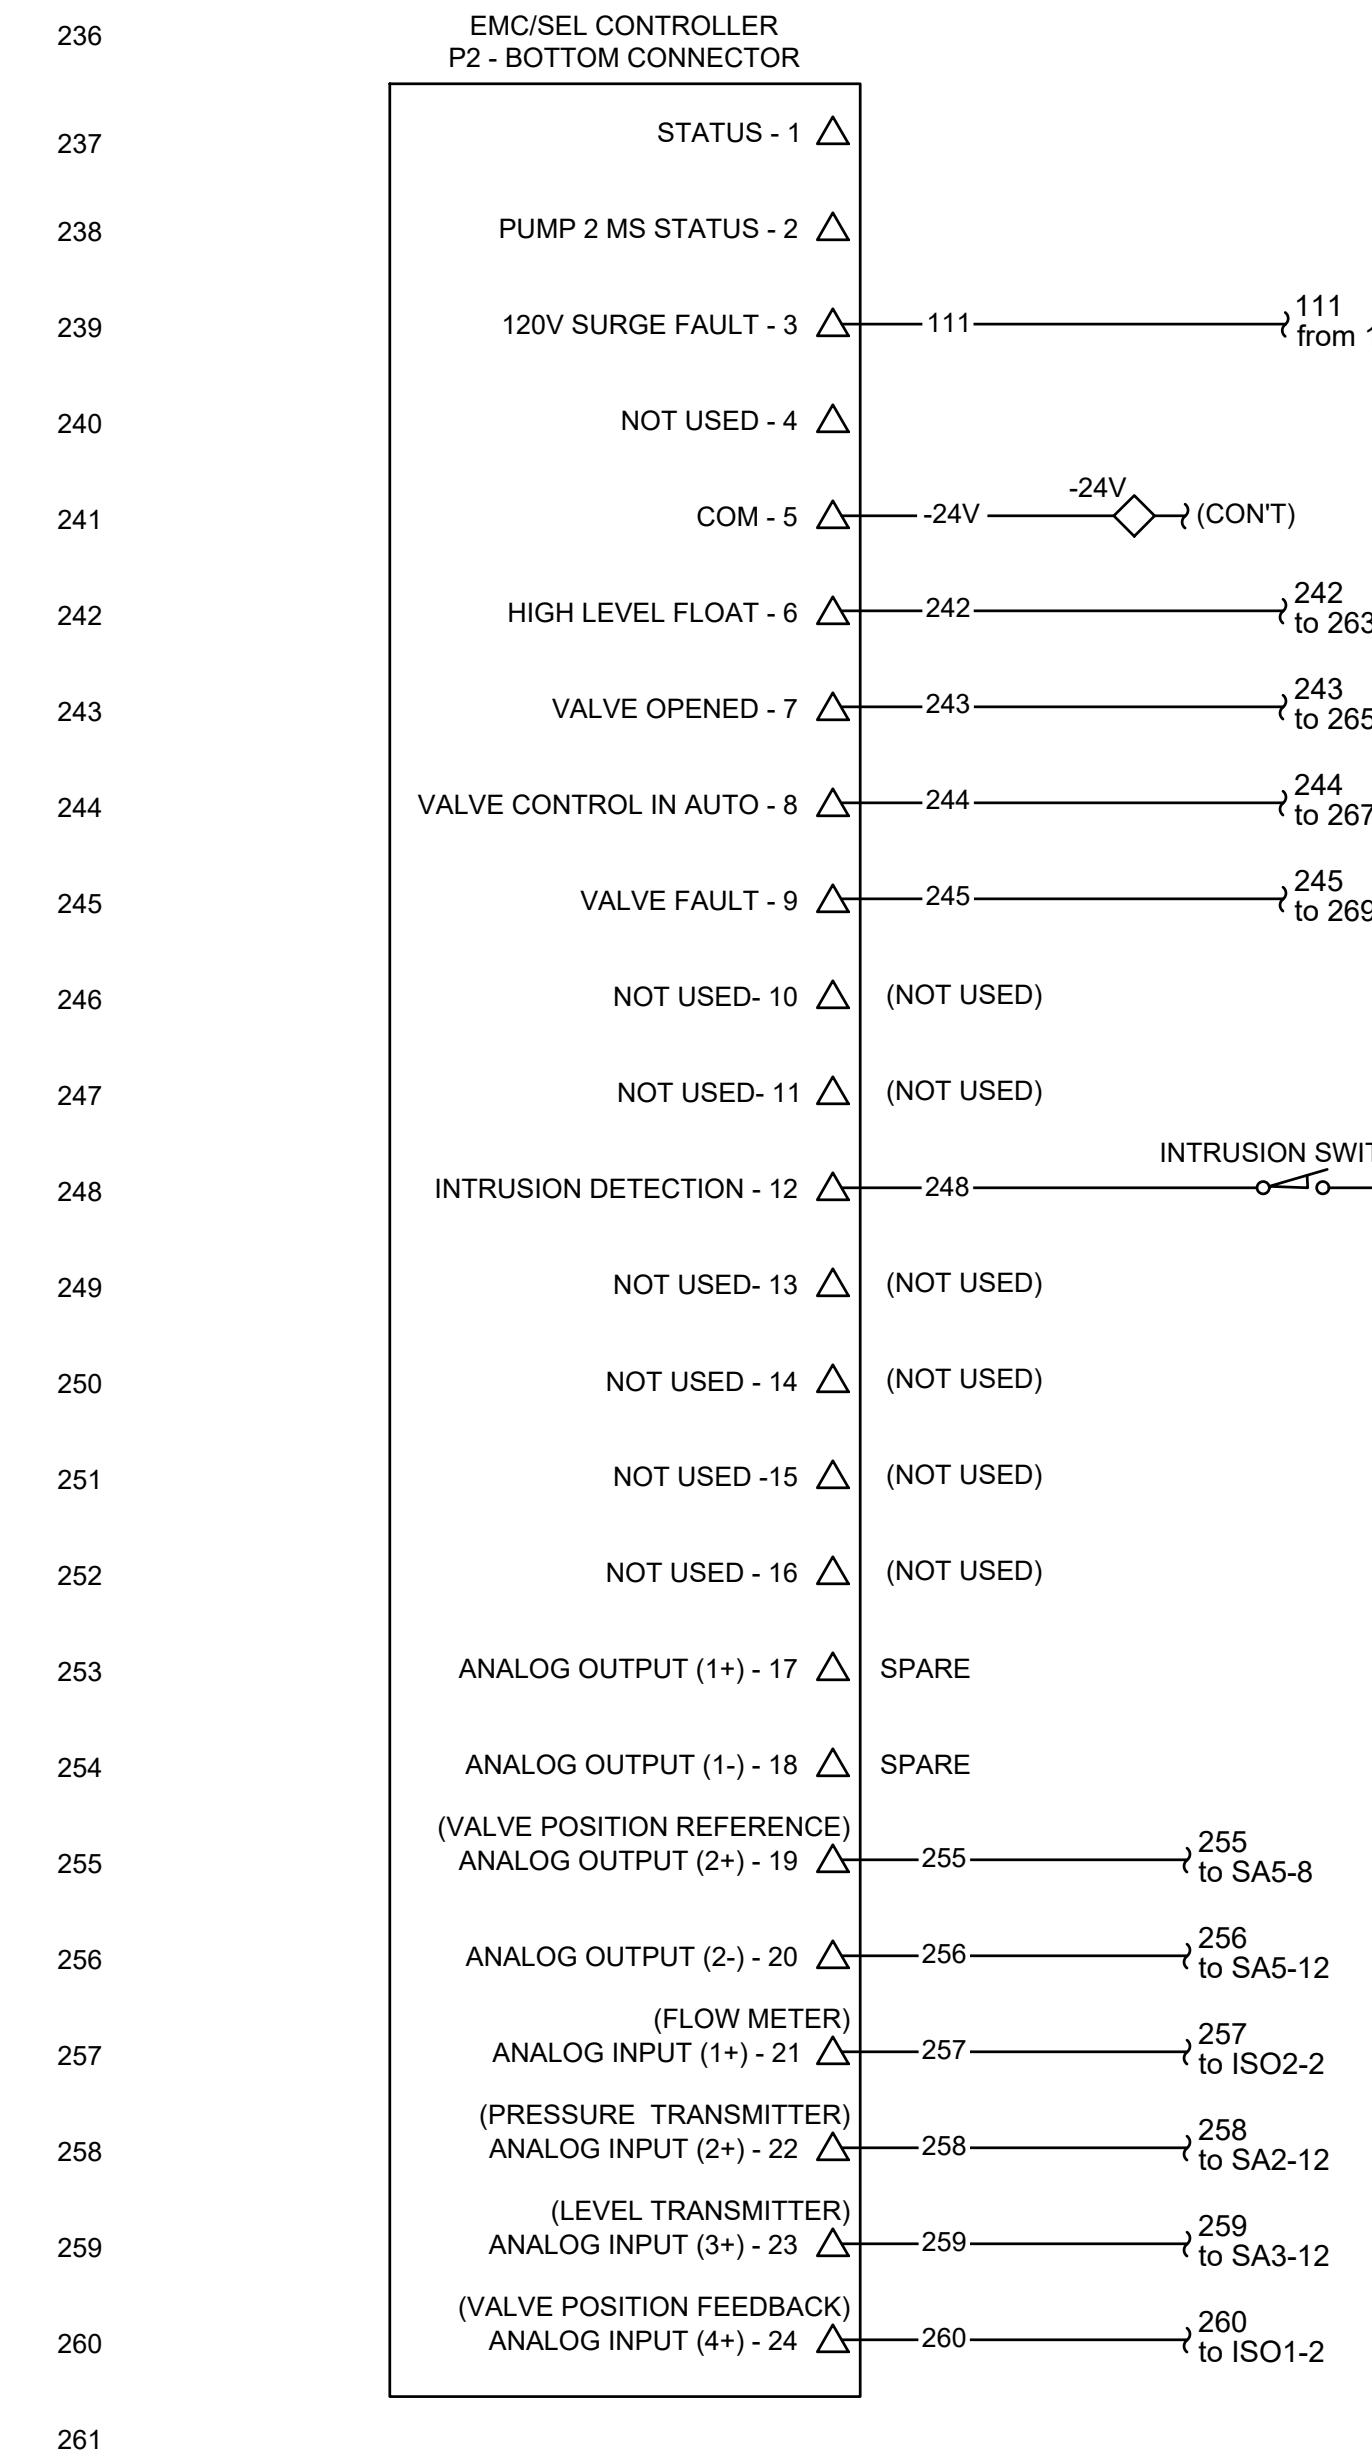 236
EMC/SEL CONTROLLER
P2 - BOTTOM CONNECTOR
237
STATUS - 1
238
PUMP 2 MS STATUS - 2
239
120V SURGE FAULT - 3
111
111
from
240
NOT USED - 4
241
COM - 5
-24V
-24V
(CON'T)
242
HIGH LEVEL FLOAT - 6
242
242
to 263
243
VALVE OPENED - 7
243
243
to 265
244
VALVE CONTROL IN AUTO - 8
244
244
to 267
245
VALVE FAULT - 9
245
245
to 269
246
NOT USED- 10
(NOT USED)
247
NOT USED- 11
(NOT USED)
INTRUSION
248
INTRUSION DETECTION - 12
248
249
NOT USED- 13
(NOT USED)
250
NOT USED - 14
(NOT USED)
251
NOT USED -15
(NOT USED)
252
NOT USED - 16
(NOT USED)
253
ANALOG OUTPUT (1+) - 17
SPARE
254
ANALOG OUTPUT (1-) - 18
SPARE
(VALVE POSITION REFERENCE)
255
ANALOG OUTPUT (2+) - 19
255
255
to SA5-8
256
ANALOG OUTPUT (2-) - 20
256
256
to SA5-12
(FLOW METER)
257
ANALOG INPUT (1+) - 21
257
257
to ISO2-2
(PRESSURE  TRANSMITTER)
258
ANALOG INPUT (2+) - 22
258
258
to SA2-12
(LEVEL TRANSMITTER)
259
ANALOG INPUT (3+) - 23
259
259
to SA3-12
(VALVE POSITION FEEDBACK)
260
ANALOG INPUT (4+) - 24
260
260
to ISO1-2
261